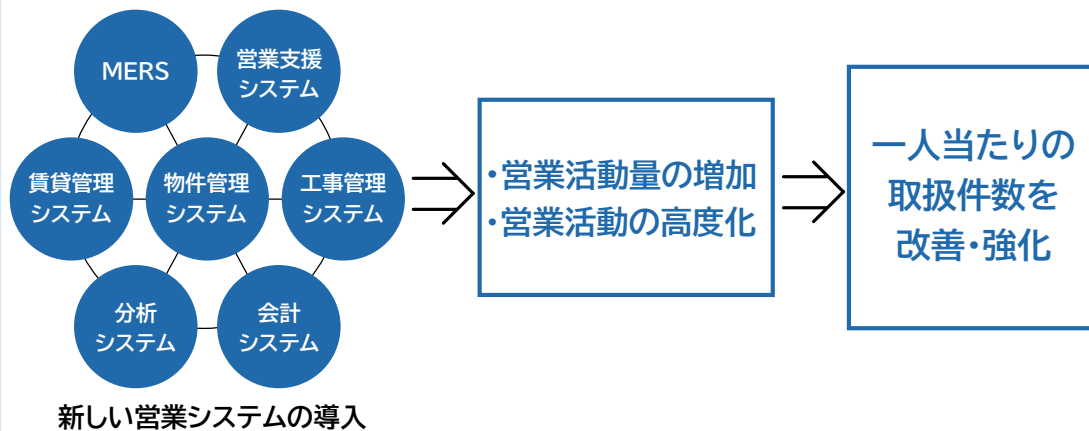 MERS
営業支援
システム
賃貸管理
システム
物件管理
システム
工事管理
システム
分析
システム
会計
システム
新しい営業システムの導入
・営業活動量の増加
・営業活動の高度化
一人当たりの
取扱件数を
改善・強化